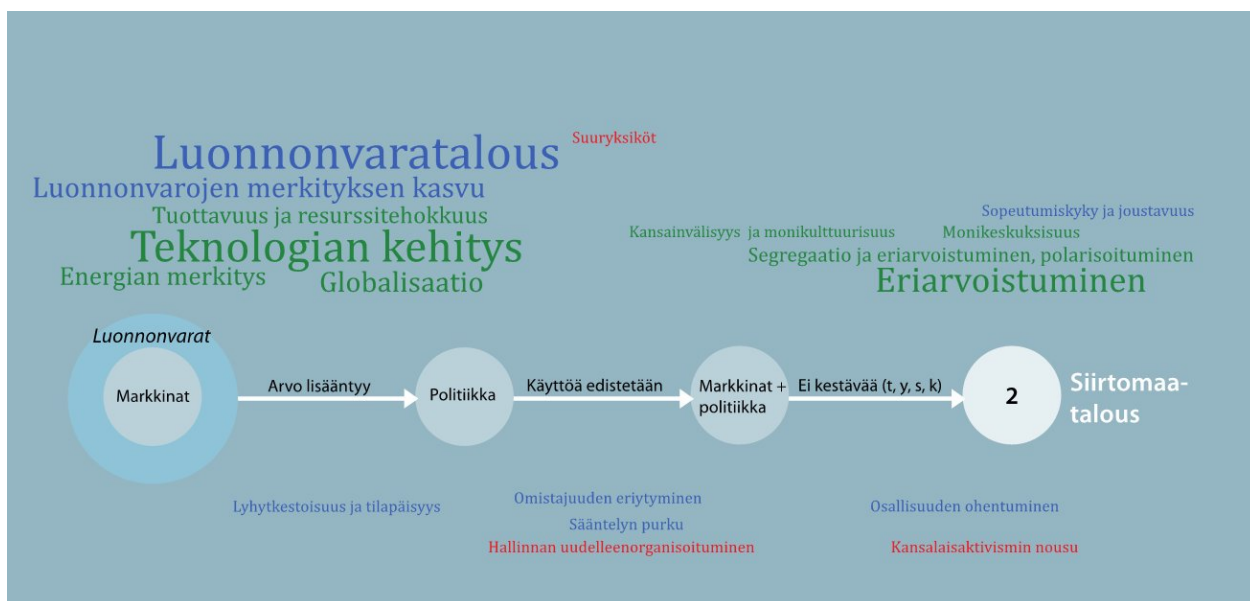 Luonnonvaratalous
Suuryksiköt
Luonnonvarojen merkityksen kasvu
Tuottavuus ja resurssitehokkuus
Teknologian kehitys
Energian merkitys
Globalisaatio
Sopeutumiskyky ja joustavuus
Kansainvälisyys ja monikulttuurisuus
Monikeskuksisuus
Segregaatio ja eriarvoistuminen, polarisoituminen
Eriarvoistuminen
Luonnonvarat
Markkinat
Arvo lisääntyy
Politiikka
Käyttöä edistetään
Markkinat +
politiikka
Ei kestävää (t, y, s, k)
2
Siirtomaa-
talous
Lyhytkestoisuus ja tilapäisyys
Omistajuuden eriytyminen
Sääntelyn purku
Hallinnan uudelleenorganisoituminen
Osallisuuden ohentuminen
Kansalaisaktivismin nousu